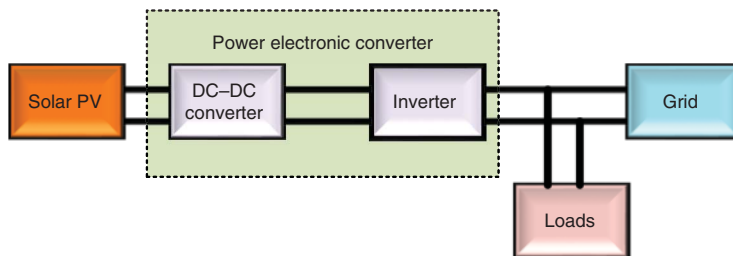 Power electronic converter
Solar PV
DC–DC
converter
Inverter
Grid
Loads